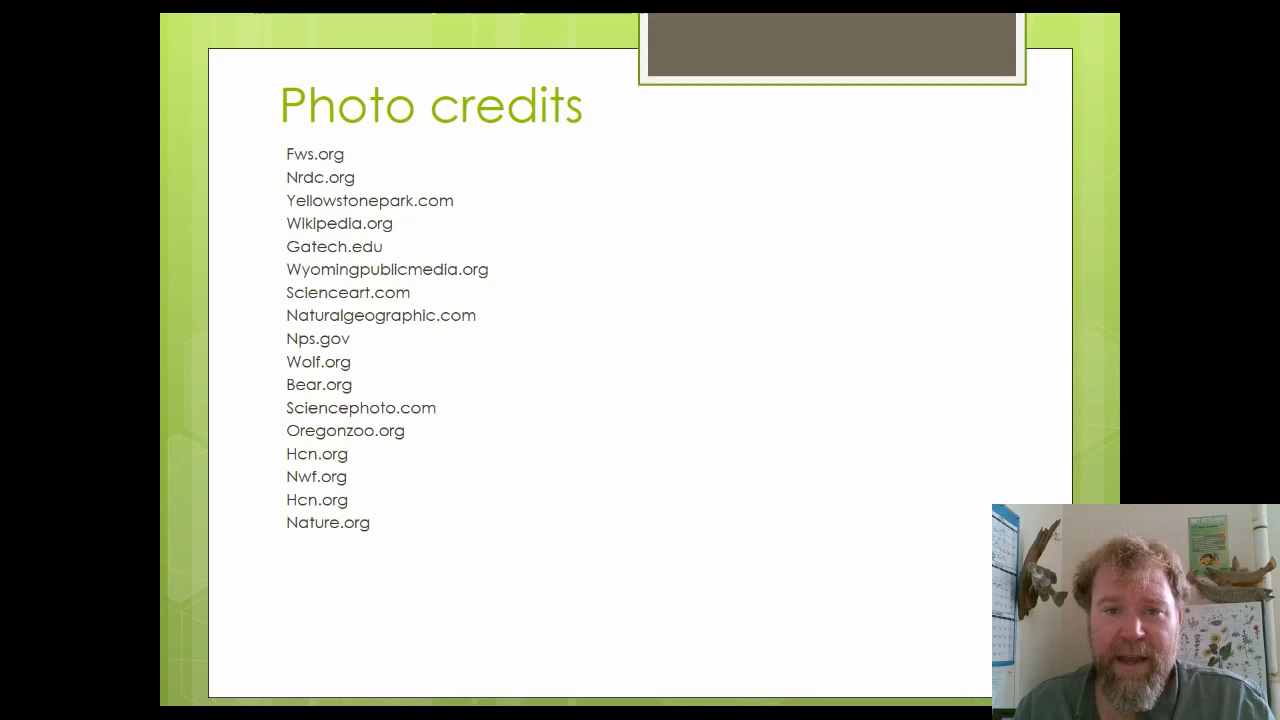 Photo credits
Fws.org
Nrdc.org
Yellowstonepark.com
Wikipedia.org
Gatech.edu
Wyomingpublicmedia.org
Scienceart.com
Naturalgeographic.com
Nps.gov
Wolf.org
Bear.org
Sciencephoto.com
Oregonzoo.org
Hcn.org
Nwf.org
Hcn.org
Nature.org